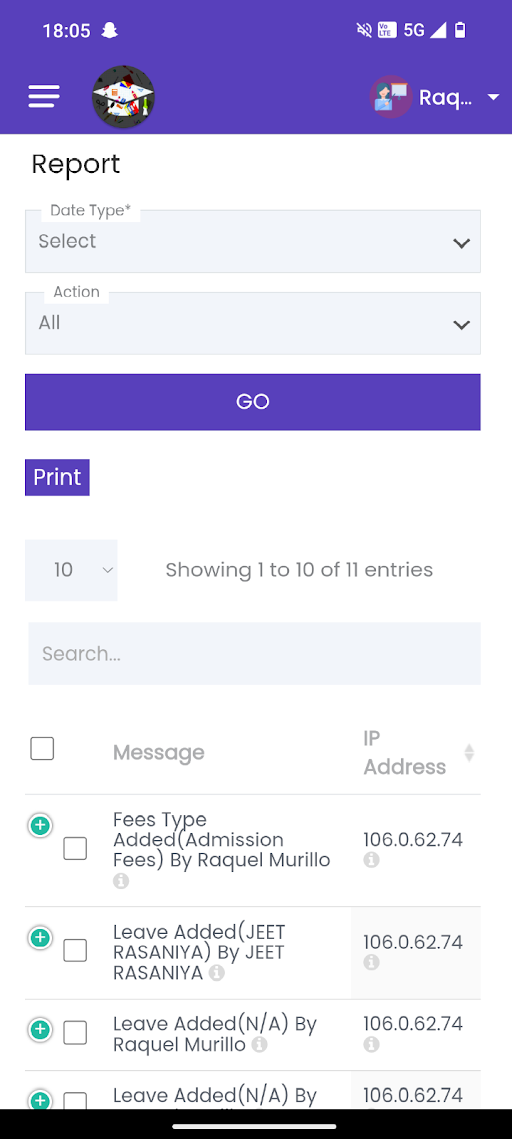 18:05
Vo LTE 5G
Raq...
Report
Date Type*
Select
Action
All
GO
Print
10
Showing 1 to 10 of 11 entries
Search...
Message
IP
Address
Fees Type
Added(Admission
Fees) By Raquel Murillo
106.0.62.74
Leave Added(JEET
RASANIYA) By JEET
RASANIYA
106.0.62.74
Leave Added(N/A) By
Raquel Murillo
106.0.62.74
Leave Added(N/A) By
106.0.62.74